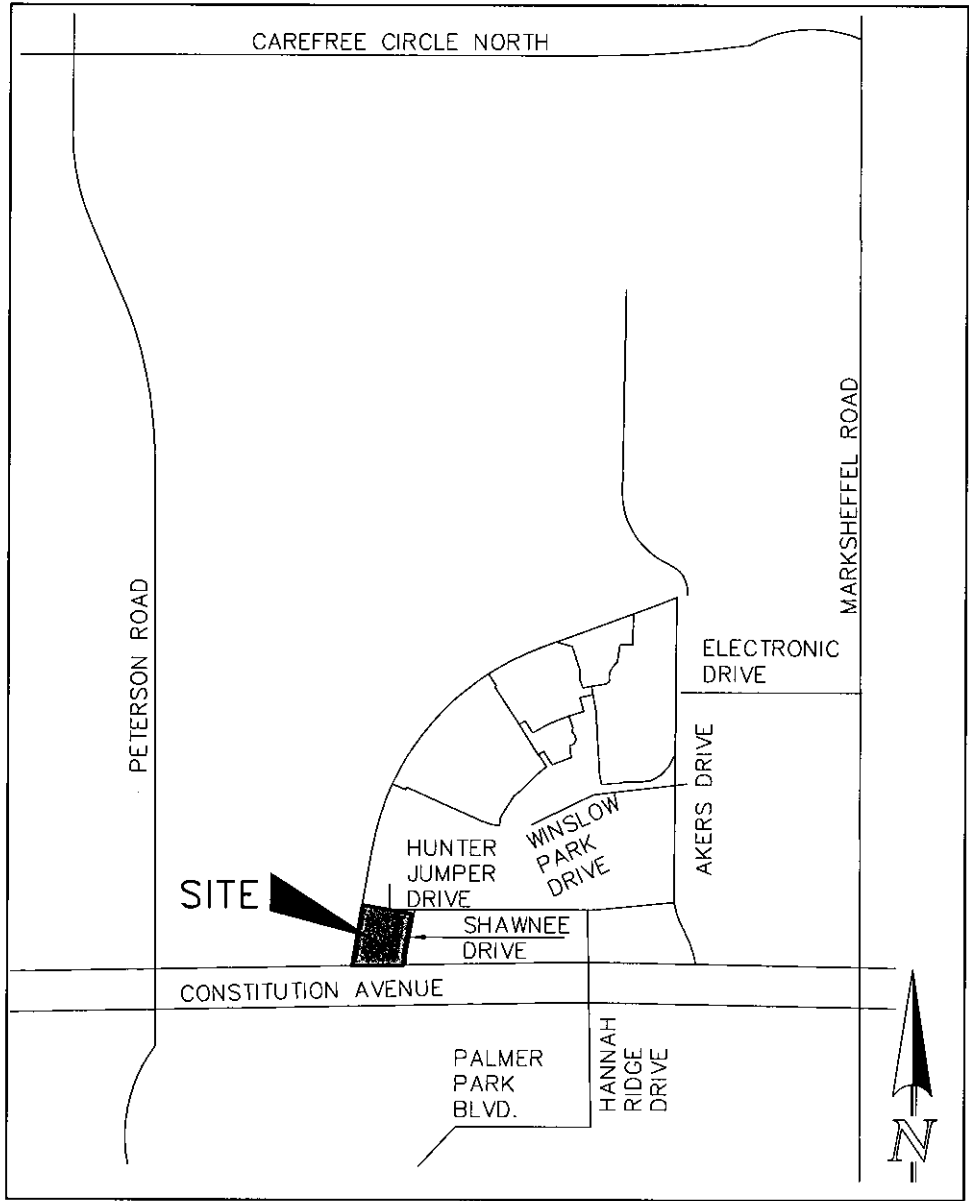 CAREFREE CIRCLE NORTH
MARKSHEFFEL ROAD
PETERSON ROAD
ELECTRONIC
DRIVE
AKERS DRIVE
WINSLOW
PARK
DRIVE
HUNTER
JUMPER
DRIVE
SITE
SHAWNEE
DRIVE
CONSTITUTION AVENUE
PALMER
PARK
BLVD.
HANNAH
RIDGE
DRIVE
N